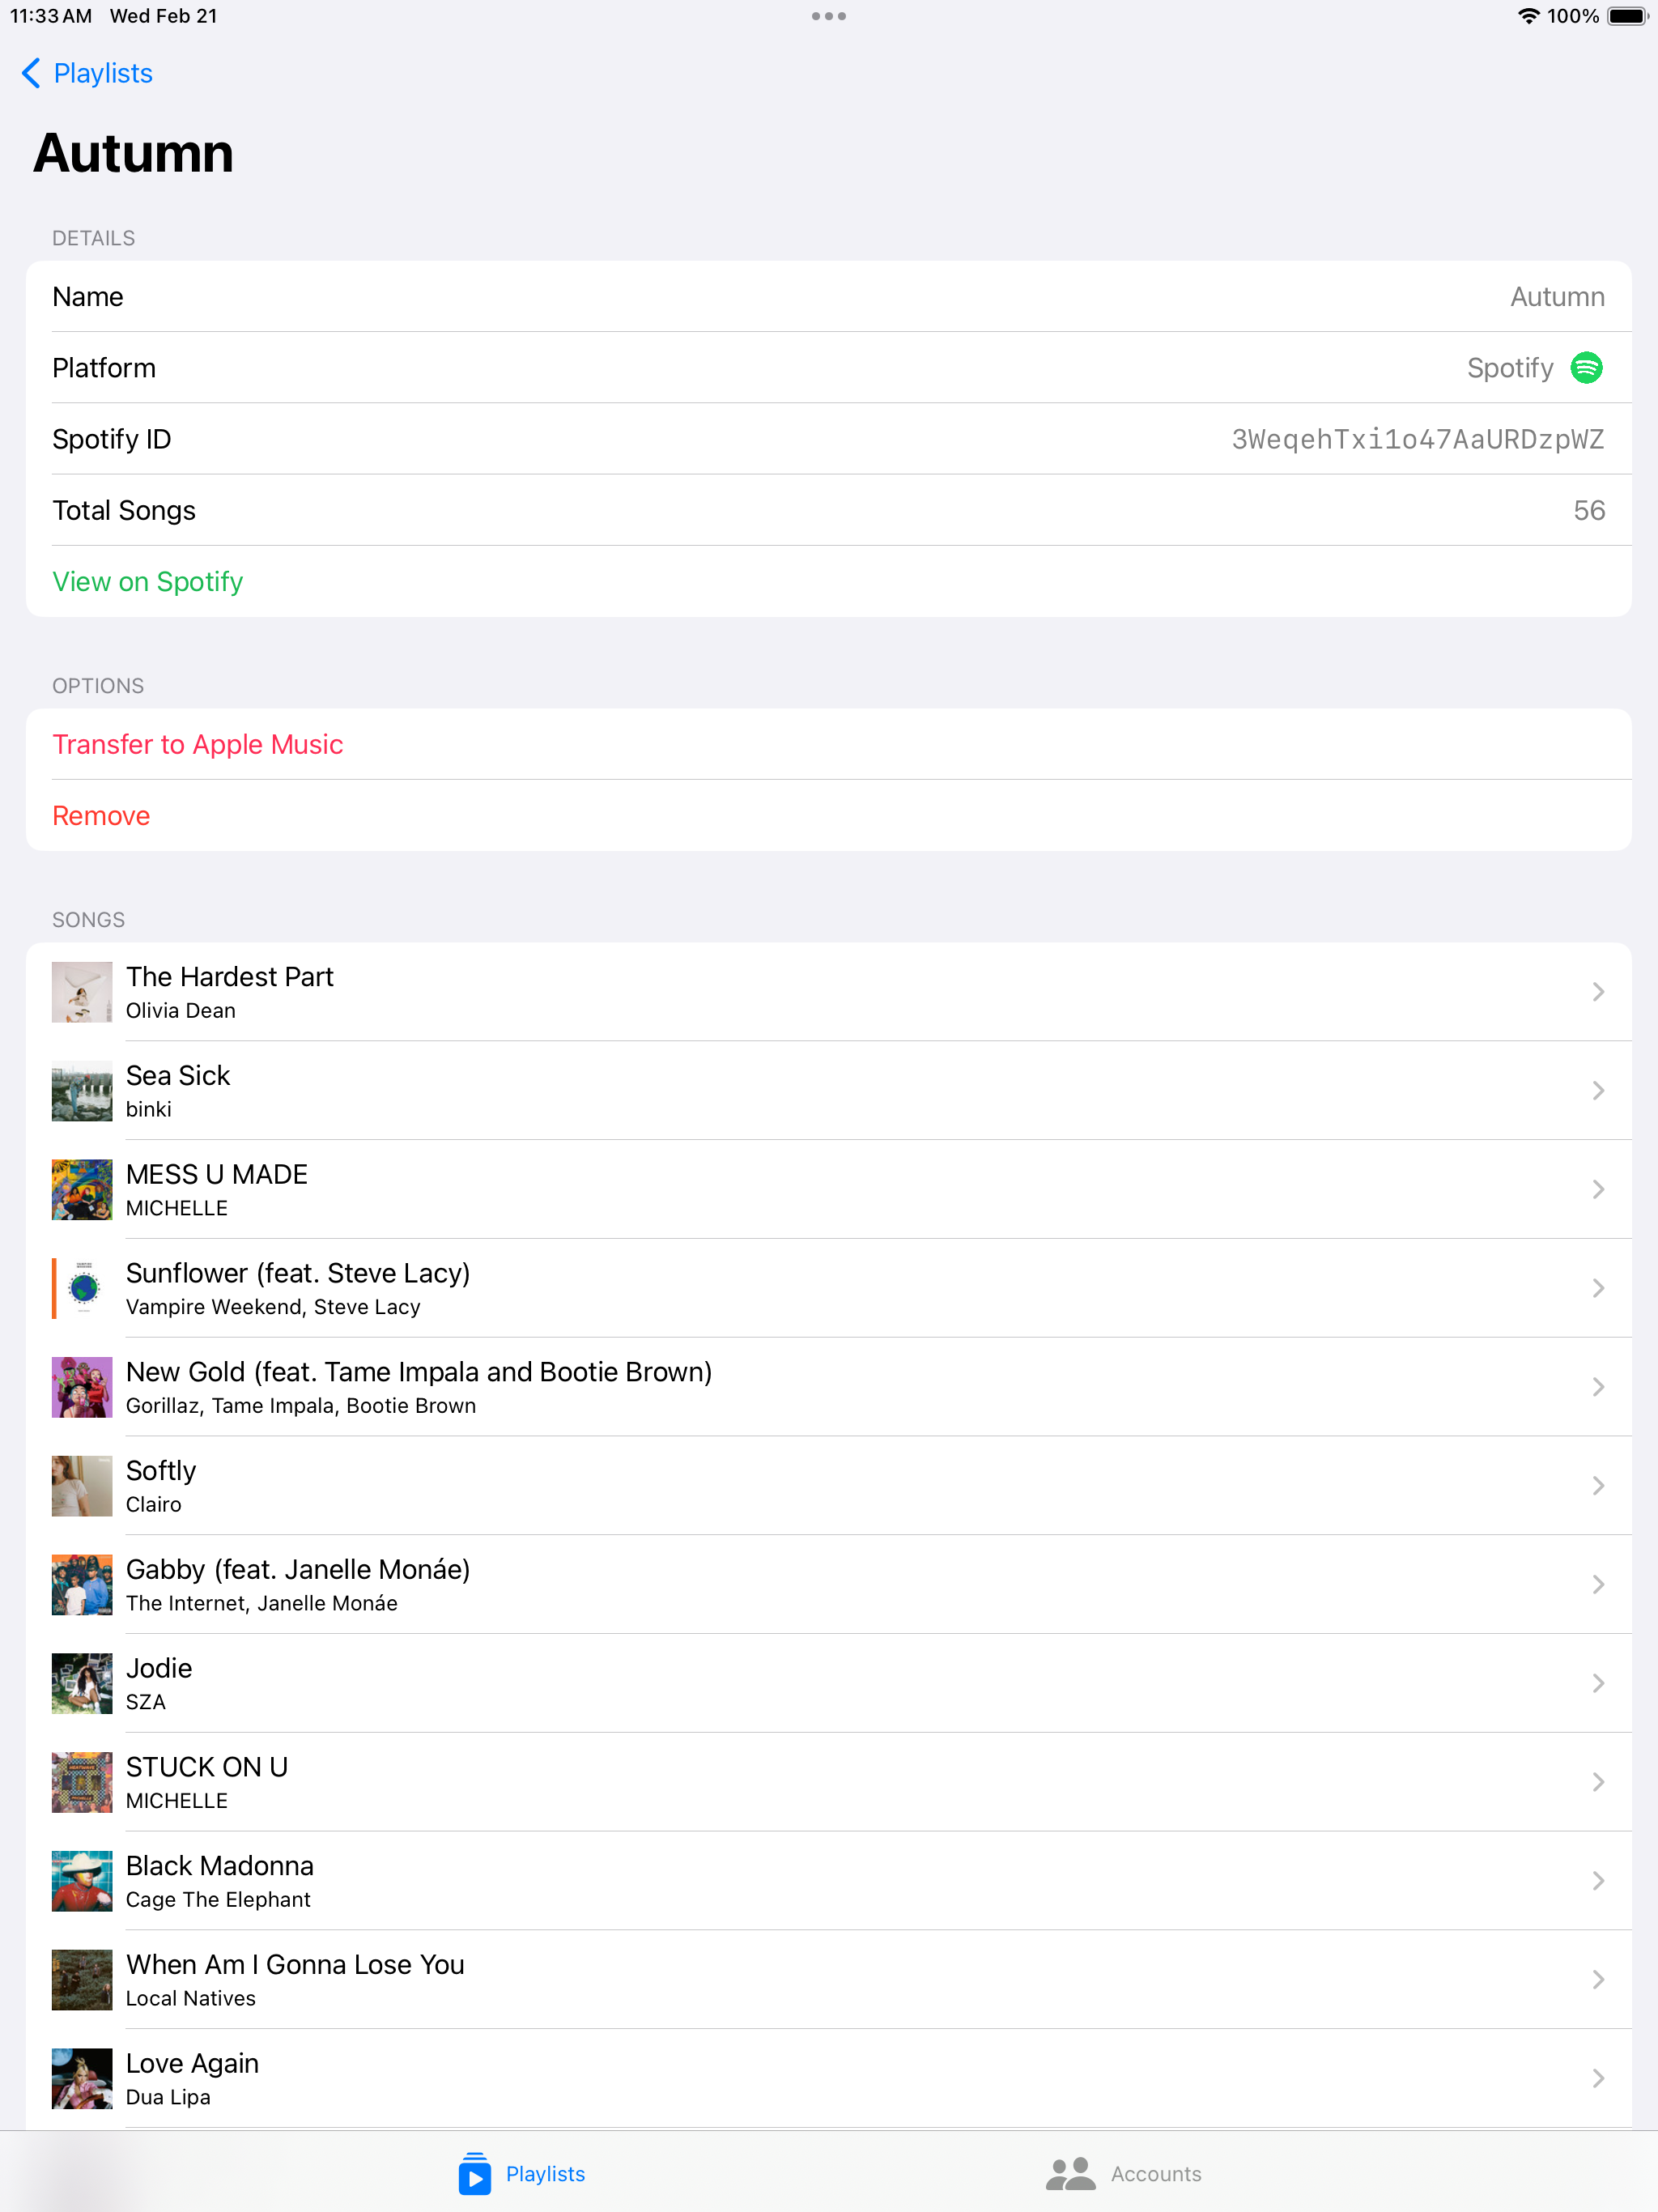 11:33 AM Wed Feb 21
100%
Playlists
Autumn
DETAILS
Name Autumn
Platform Spotify
Spotify ID 3WeqehTxi1o47AaURDzpWZ
Total Songs 56
View on Spotify
OPTIONS
Transfer to Apple Music
Remove
SONGS
The Hardest Part
Olivia Dean
Sea Sick
binki
MESS U MADE
MICHELLE
Sunflower (feat. Steve Lacy)
Vampire Weekend, Steve Lacy
New Gold (feat. Tame Impala and Bootie Brown)
Gorillaz, Tame Impala, Bootie Brown
Softly
Clairo
Gabby (feat. Janelle Monáe)
The Internet, Janelle Monáe
Jodie
SZA
STUCK ON U
MICHELLE
Black Madonna
Cage The Elephant
When Am I Gonna Lose You
Local Natives
Love Again
Dua Lipa
Playlists
Accounts